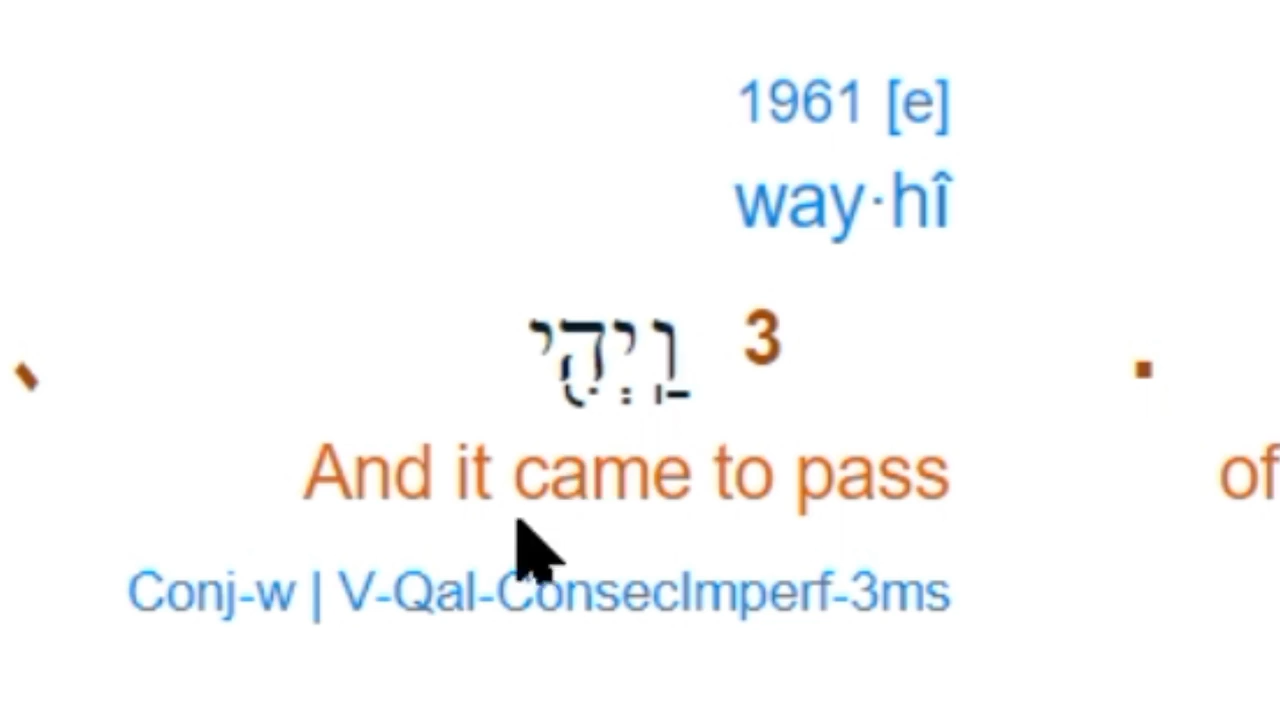 1961 [e]
way·hî
וַֽיְהִ֖י 3
And it came to pass
of
Conj-w | V-Qal-ConsecImperf-3ms